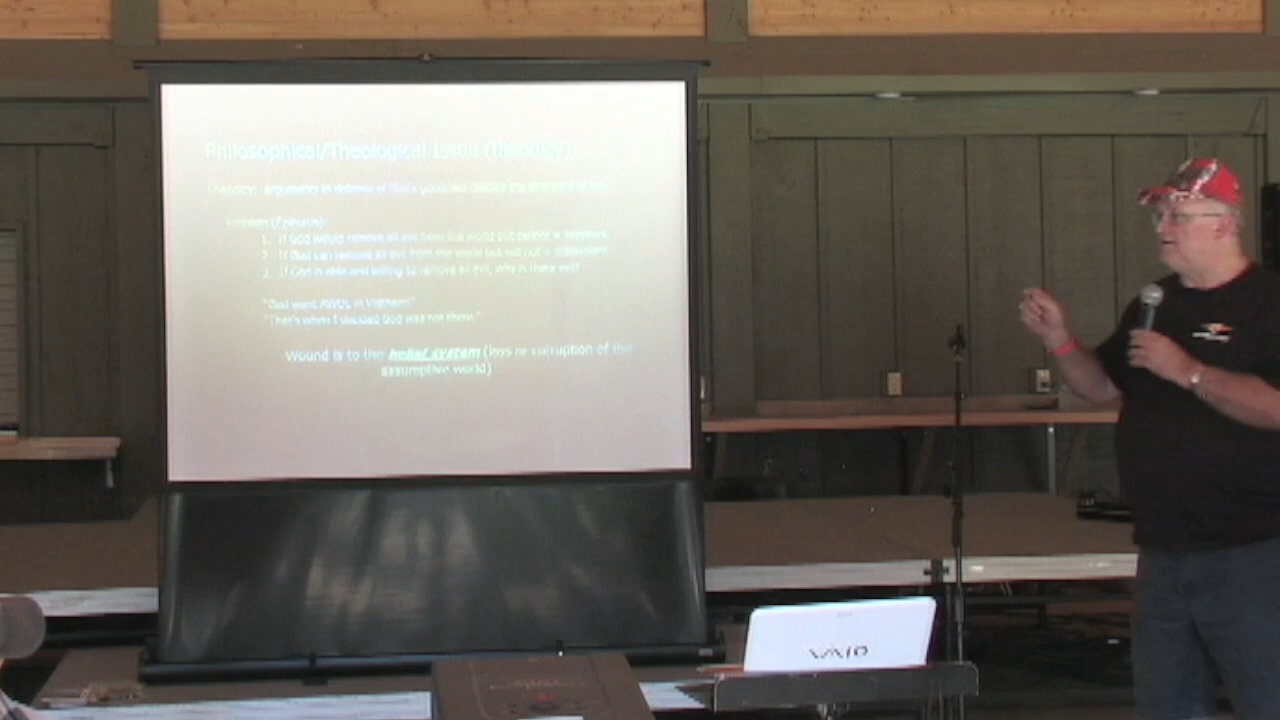 Philosophical/Theological Issue (theodicy)
Theodicy: arguments in defense of God's goodness despite the existence of evil
Problem (Epicurus):
1. If God would remove all evil from the world but cannot =
2. If God can remove all evil from the world but will not =
3. If God is able and willing to remove all evil, why is there evil?
"God went AWOL in Vietnam!"
"That's when I decided God was not there."
Wound is to the belief system (loss or corruption of the
assumptive world)
VAIO